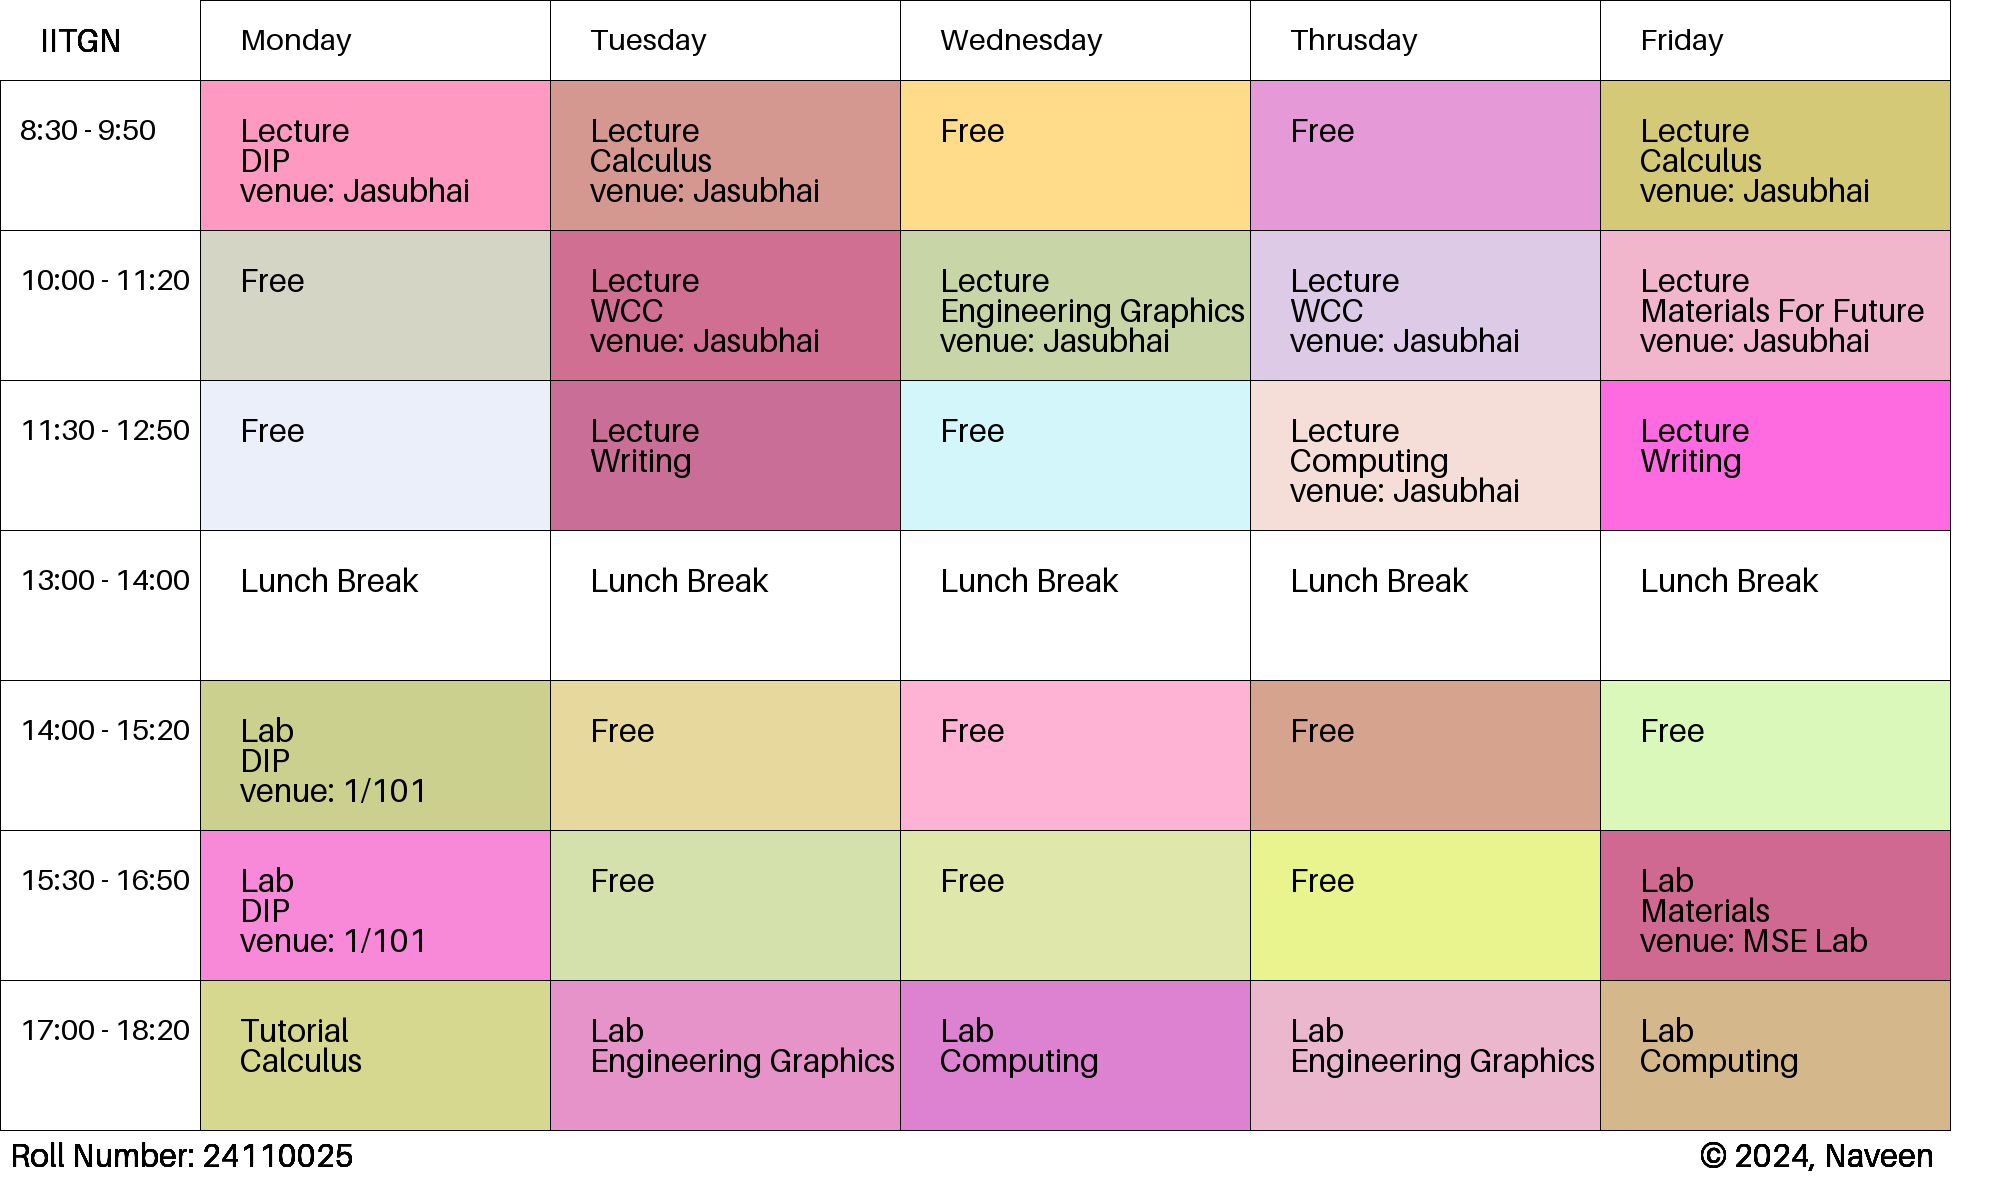 IITGN Monday Tuesday Wednesday Thrusday Friday
8:30 - 9:50
Lecture
DIP
venue: Jasubhai
Lecture
Calculus
venue: Jasubhai
Free
Free
Lecture
Calculus
venue: Jasubhai
10:00 - 11:20
Free
Lecture
WCC
venue: Jasubhai
Lecture
Engineering Graphics
venue: Jasubhai
Lecture
WCC
venue: Jasubhai
Lecture
Materials For Future
venue: Jasubhai
11:30 - 12:50
Free
Lecture
Writing
Free
Lecture
Computing
venue: Jasubhai
Lecture
Writing
13:00 - 14:00
Lunch Break
Lunch Break
Lunch Break
Lunch Break
Lunch Break
14:00 - 15:20
Lab
DIP
venue: 1/101
Free
Free
Free
Free
15:30 - 16:50
Lab
DIP
venue: 1/101
Free
Free
Free
Lab
Materials
venue: MSE Lab
17:00 - 18:20
Tutorial
Calculus
Lab
Engineering Graphics
Lab
Computing
Lab
Engineering Graphics
Lab
Computing
Roll Number: 24110025
© 2024, Naveen